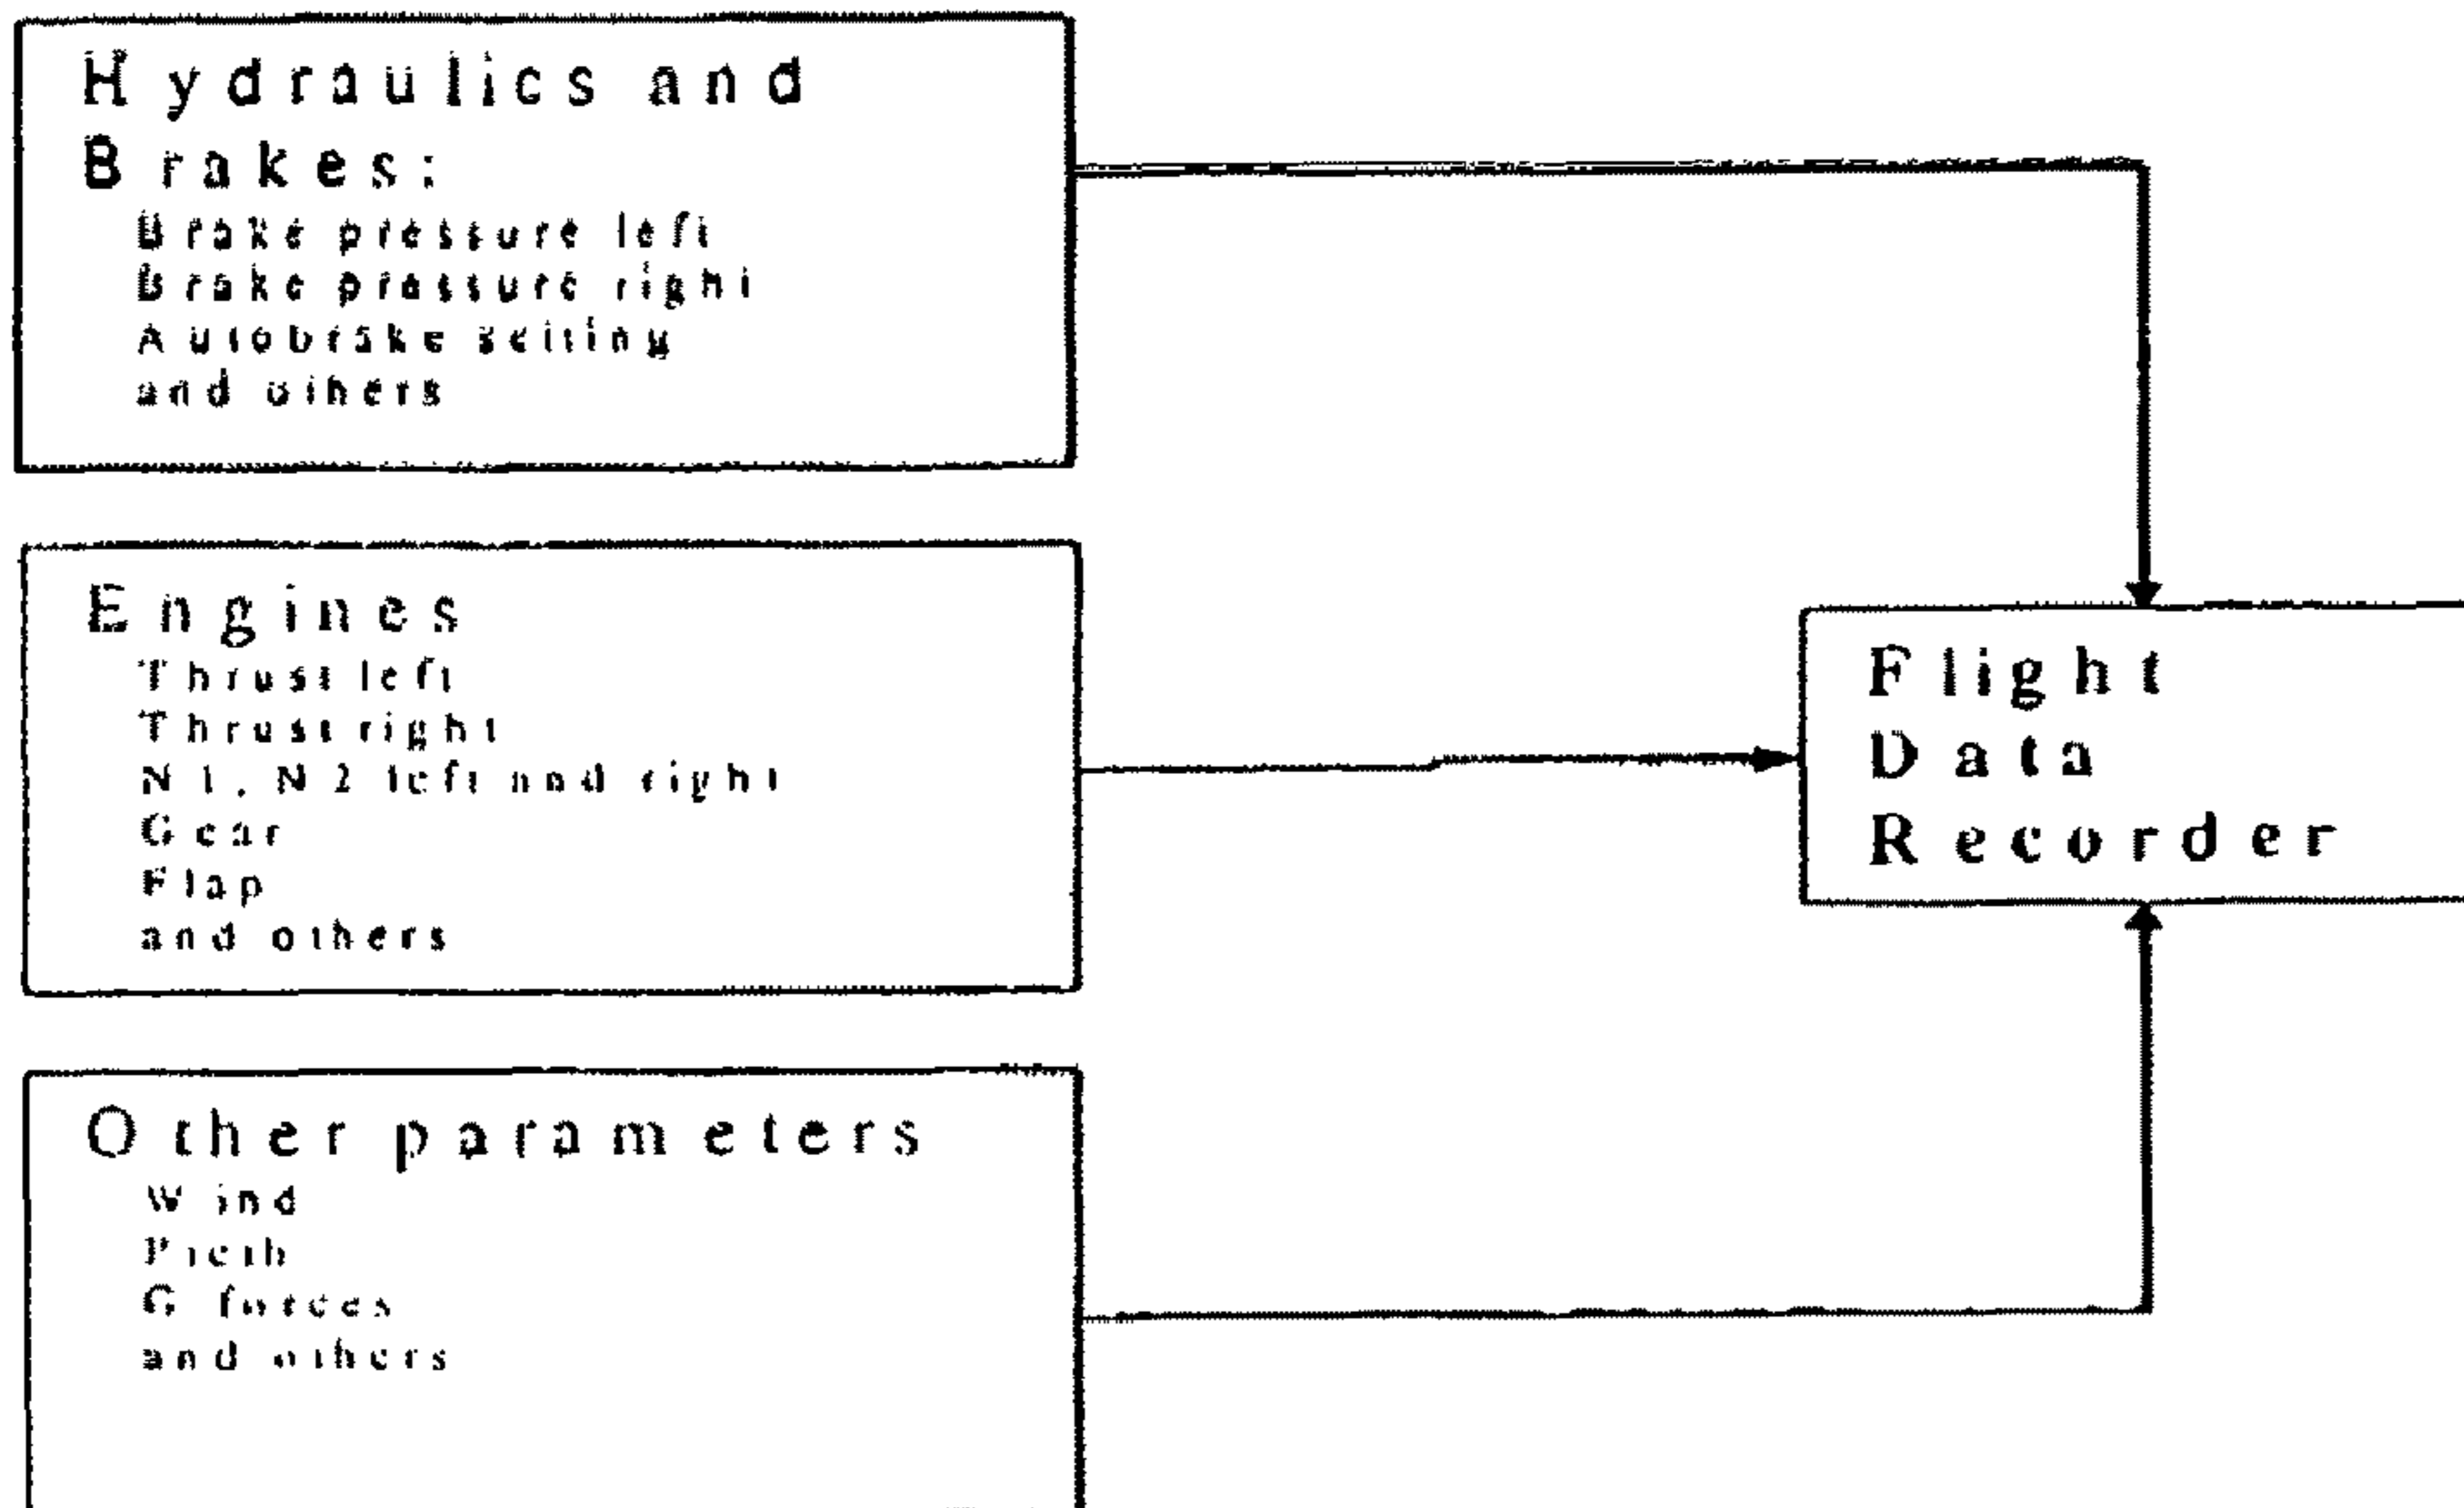 Hydraulics and
Brakes:
Brake pressure left
Brake pressure right
Autobrake setting
and others
Engines
Thrust left
Thrust right
N1, N2 left and right
Gear
Flap
and others
Flight
Data
Recorder
Other parameters
Wind
G forces
and others